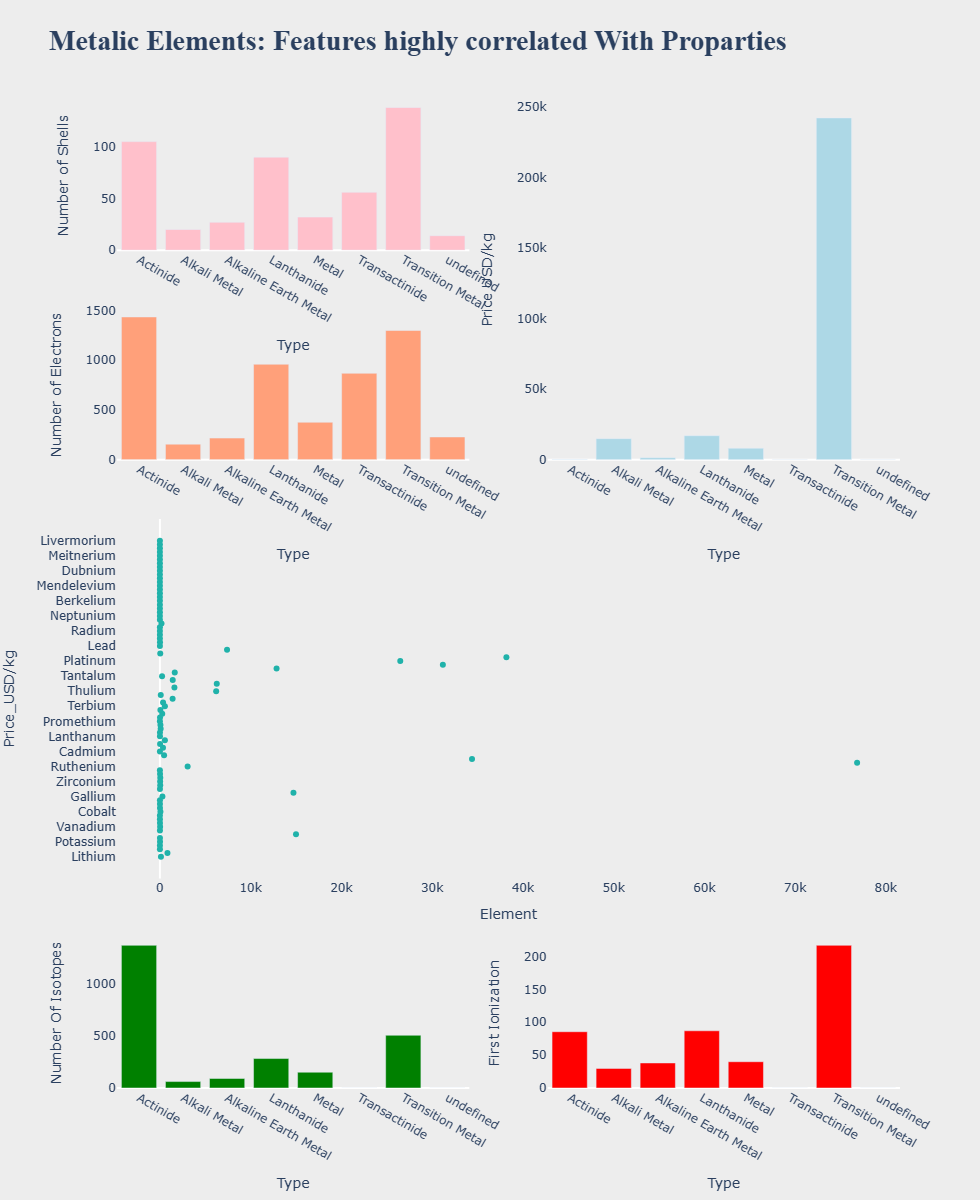 Metalic Elements: Features highly correlated With Proparties
Number of Shells
100
50
0
Actinide
Alkali Metal
Alkaline Earth Metal
Lanthanide
Metal
Transactinide
Transition Metal
undefined
Type
Price_USD/kg
250k
200k
150k
100k
50k
0
Actinide
Alkali Metal
Alkaline Earth Metal
Lanthanide
Metal
Transactinide
Transition Metal
undefined
Type
Number of Electrons
1500
1000
500
0
Actinide
Alkali Metal
Alkaline Earth Metal
Lanthanide
Metal
Transactinide
Transition Metal
undefined
Type
Price_USD/kg
Livermorium
Meitnerium
Dubnium
Mendelevium
Berkelium
Neptunium
Radium
Lead
Platinum
Tantalum
Thulium
Terbium
Promethium
Lanthanum
Cadmium
Ruthenium
Zirconium
Gallium
Cobalt
Vanadium
Potassium
Lithium
0
10k
20k
30k
40k
50k
60k
70k
80k
Element
Number Of Isotopes
1000
500
0
Actinide
Alkali Metal
Alkaline Earth Metal
Lanthanide
Metal
Transactinide
Transition Metal
undefined
Type
First Ionization
200
150
100
50
0
Actinide
Alkali Metal
Alkaline Earth Metal
Lanthanide
Metal
Transactinide
Transition Metal
undefined
Type